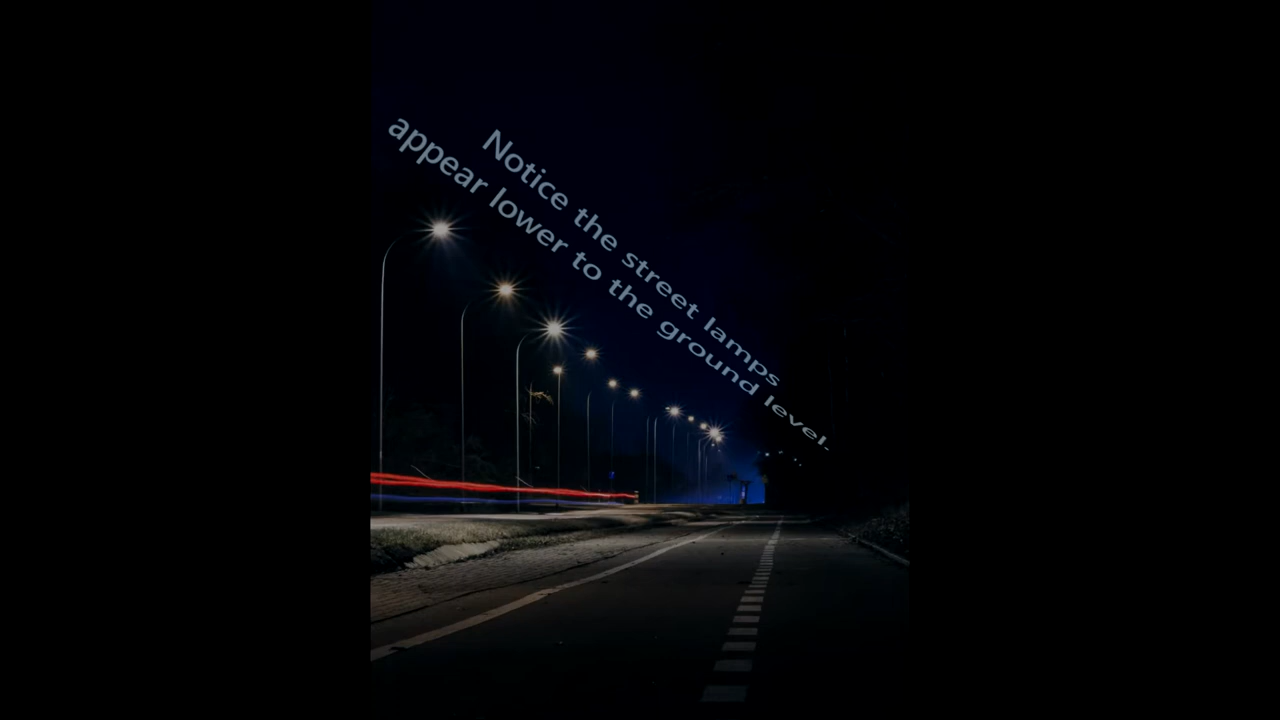 Notice the street lamps
appear lower to the ground level.